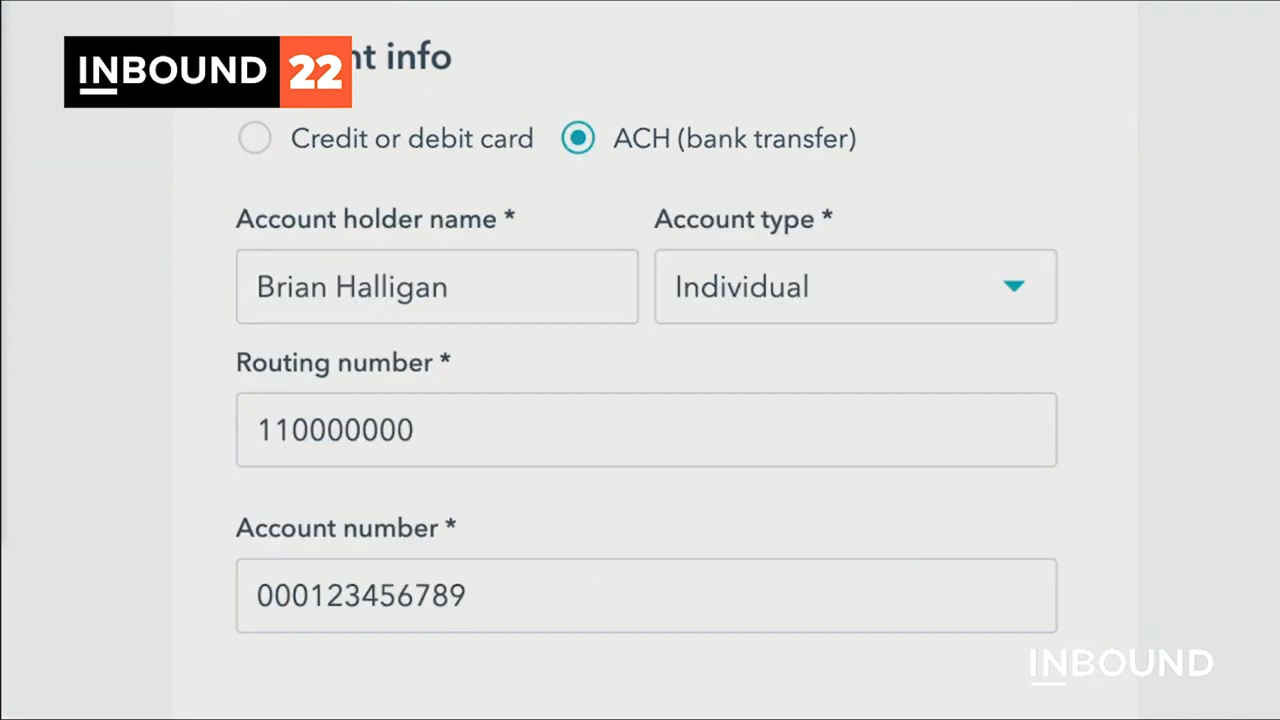 INBOUND 22
nt info
Credit or debit card ACH (bank transfer)
Account holder name * Account type *
Brian Halligan Individual
Routing number *
110000000
Account number *
000123456789
INBOUND